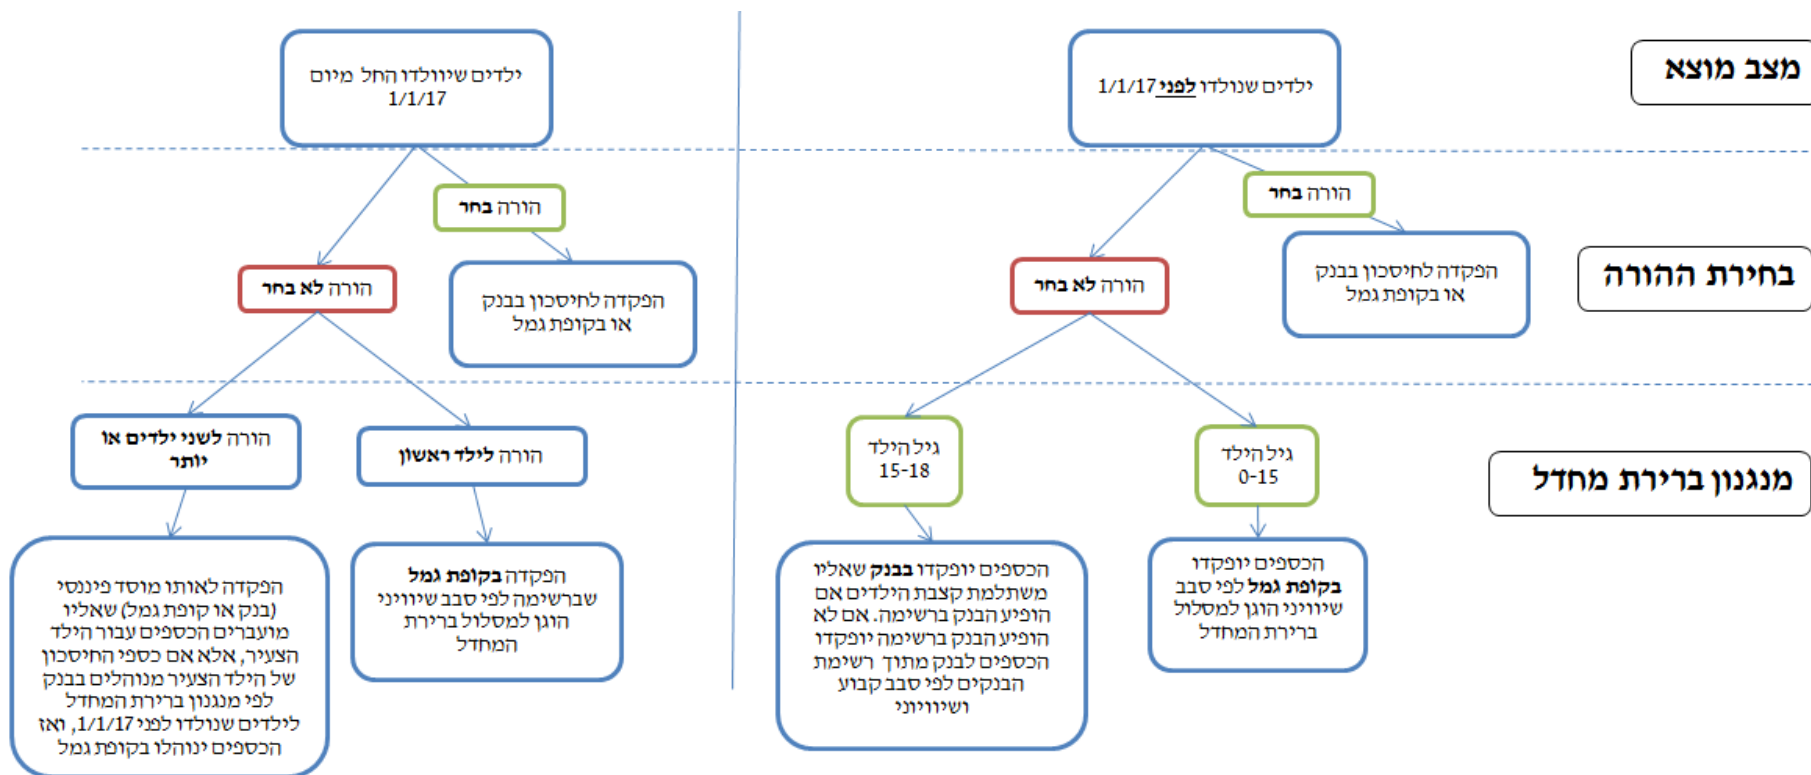 מצב מוצא
ילדים שנולדו לפני 1/1/17
ילדים שיוולדו החל מיום
1/1/17
בחירת ההורה
הורה בחר
הפקדה לחיסכון בבנק
או בקופת גמל
הורה לא בחר
הורה בחר
הפקדה לחיסכון בבנק
או בקופת גמל
הורה לא בחר
מנגנון ברירת מחדל
גיל הילד
0-15
הכספים יופקדו
בקופת גמל לפי סבב
שיוויני הוגן למסלול
ברירת המחדל
גיל הילד
15-18
הכספים יופקדו בבנק שאליו
משתלמת קצבת הילדים אם
הופיע הבנק ברשימה. אם לא
הופיע הבנק ברשימה יופקדו
הכספים לבנק מתוך רשימת
הבנקים לפי סבב קבוע
ושיוויוני
הורה לילד ראשון
הפקדה בקופת גמל
שברשימה לפי סבב שיוויני
הוגן למסלול ברירת
המחדל
הורה לשני ילדים או
יותר
הפקדה לאותו מוסד פיננסי
(בנק או קופת גמל) שאליו
מועברים הכספים עבור הילד
הצעיר, אלא אם כספי החיסכון
של הילד הצעיר מנוהלים בבנק
לפי מנגנון ברירת המחדל
לילדים שנולדו לפני 1/1/17, ואז
הכספים ינוהלו בקופת גמל